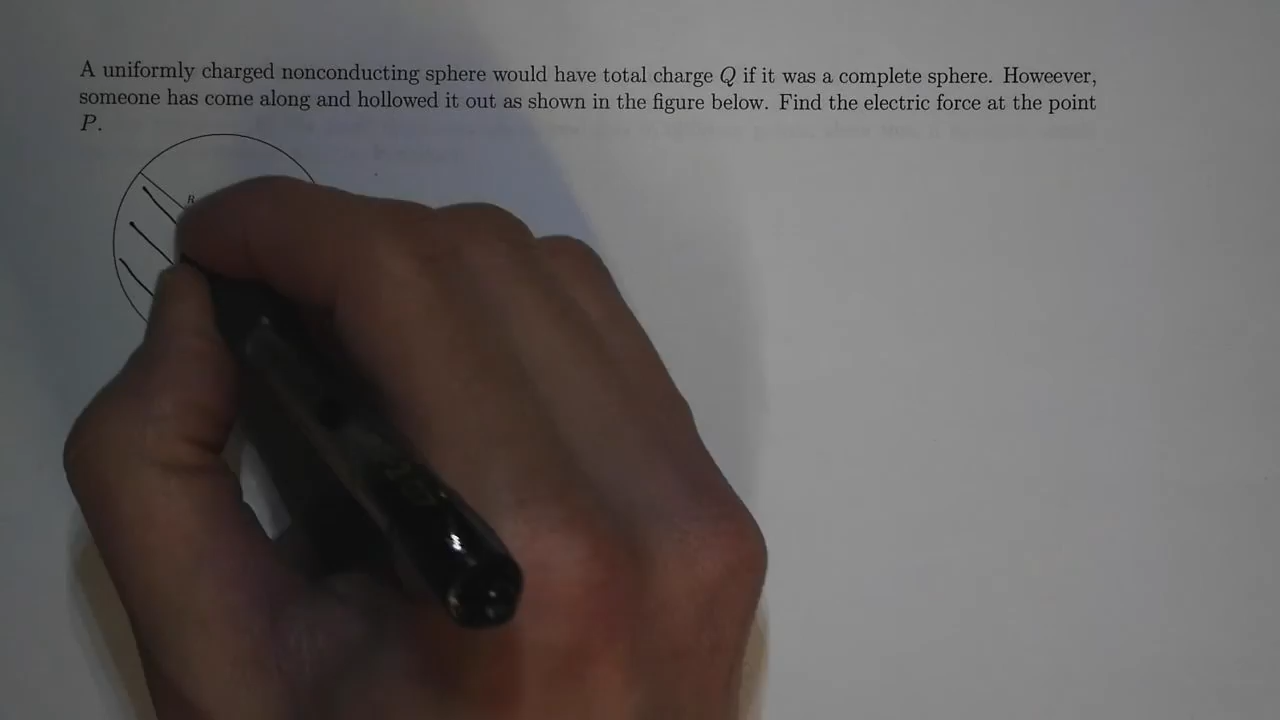 A uniformly charged nonconducting sphere would have total charge Q if it was a complete sphere. Howeever,
someone has come along and hollowed it out as shown in the figure below. Find the electric force at the point
P.
R